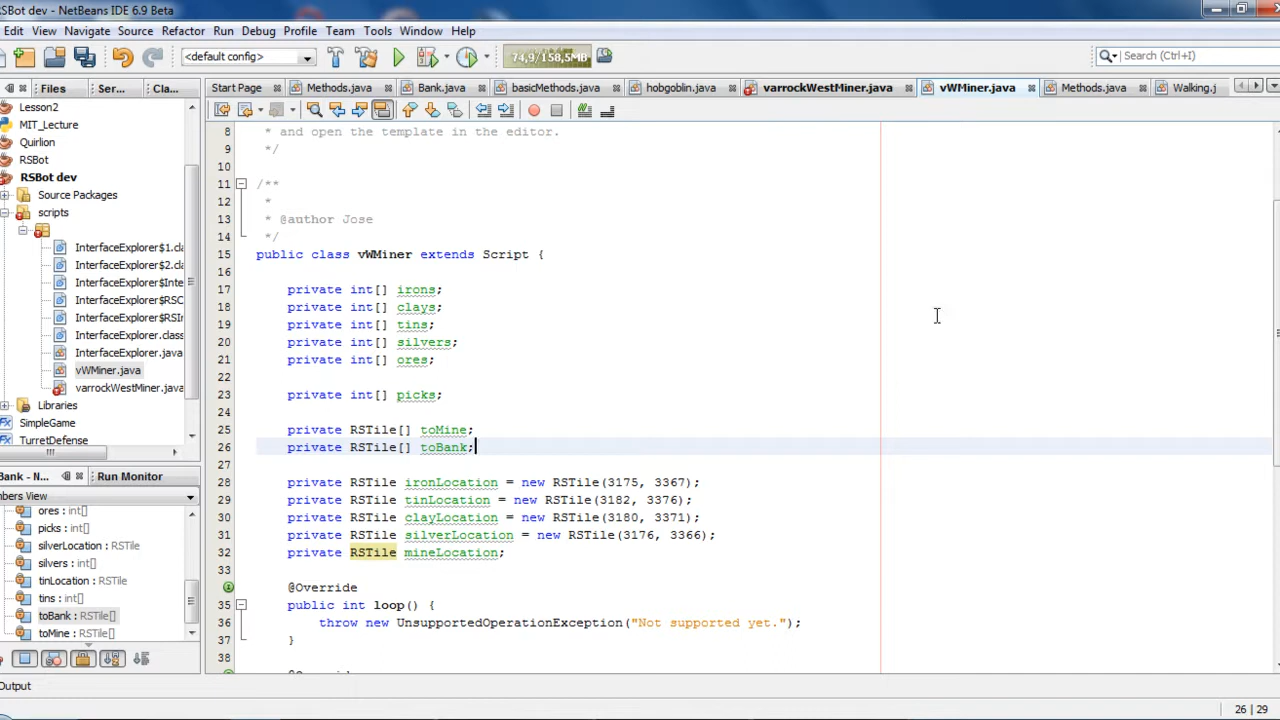 RSBot dev - NetBeans IDE 6.9 Beta
Edit View Navigate Source Refactor Run Debug Profile Team Tools Window Help
<default config> 74,9/158,5MB Search (Ctrl+I)
Files Ser... Cla... Start Page Methods.java Bank.java basicMethods.java hobgoblin.java varrockWestMiner.java vWMiner.java Methods.java Walking.j
Lesson2
MIT_Lecture
Quirlion
RSBot
RSBot dev
Source Packages
scripts
InterfaceExplorer$1.cl
InterfaceExplorer$2.cl
InterfaceExplorer$Inte
InterfaceExplorer$RSC
InterfaceExplorer$RSIr
InterfaceExplorer.class
InterfaceExplorer.java
vWMiner.java
varrockWestMiner.java
Libraries
SimpleGame
TurretDefense
Bank - N... Run Monitor
nbers View
ores : int[]
picks : int[]
silverLocation : RSTile
silvers : int[]
tinLocation : RSTile
tins : int[]
toBank : RSTile[]
toMine : RSTile[]
8 * and open the template in the editor.
9 */
10
11 /**
12 *
13 * @author Jose
14 */
15 public class vWMiner extends Script {
16
17 private int[] irons;
18 private int[] clays;
19 private int[] tins;
20 private int[] silvers;
21 private int[] ores;
22
23 private int[] picks;
24
25 private RSTile[] toMine;
26 private RSTile[] toBank;
27
28 private RSTile ironLocation = new RSTile(3175, 3367);
29 private RSTile tinLocation = new RSTile(3182, 3376);
30 private RSTile clayLocation = new RSTile(3180, 3371);
31 private RSTile silverLocation = new RSTile(3176, 3366);
32 private RSTile mineLocation;
33
@Override
35 public int loop() {
36 throw new UnsupportedOperationException("Not supported yet.");
37 }
38
Output
26 | 29